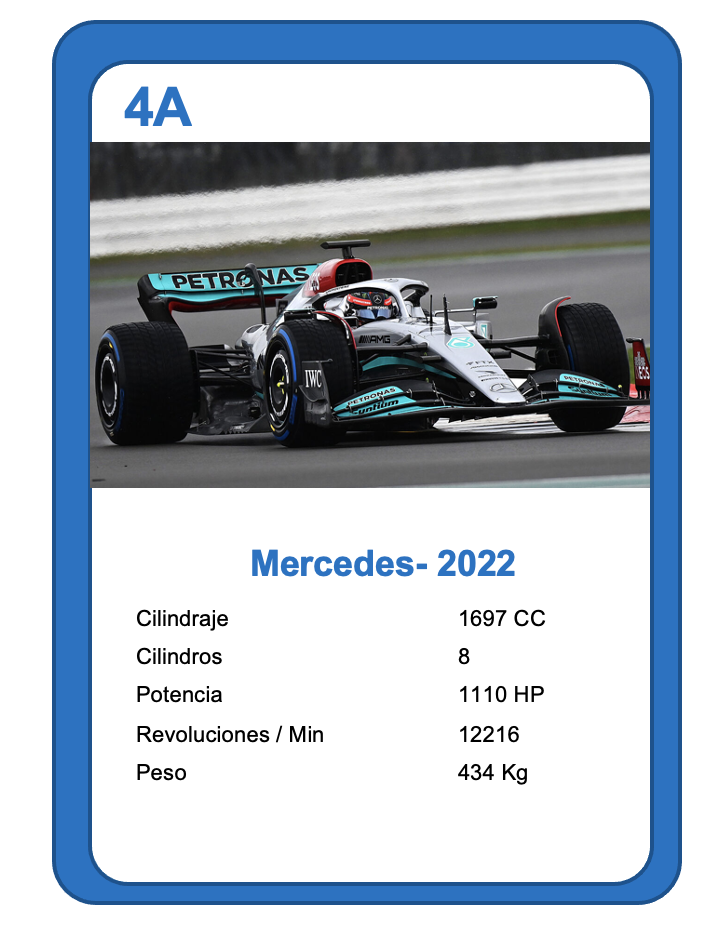 4A
PETRONAS
PETRONAS
AMG
IWC
PETRONAS
PETRONAS
Mercedes- 2022
Cilindraje 1697 CC
Cilindros 8
Potencia 1110 HP
Revoluciones / Min 12216
Peso 434 Kg